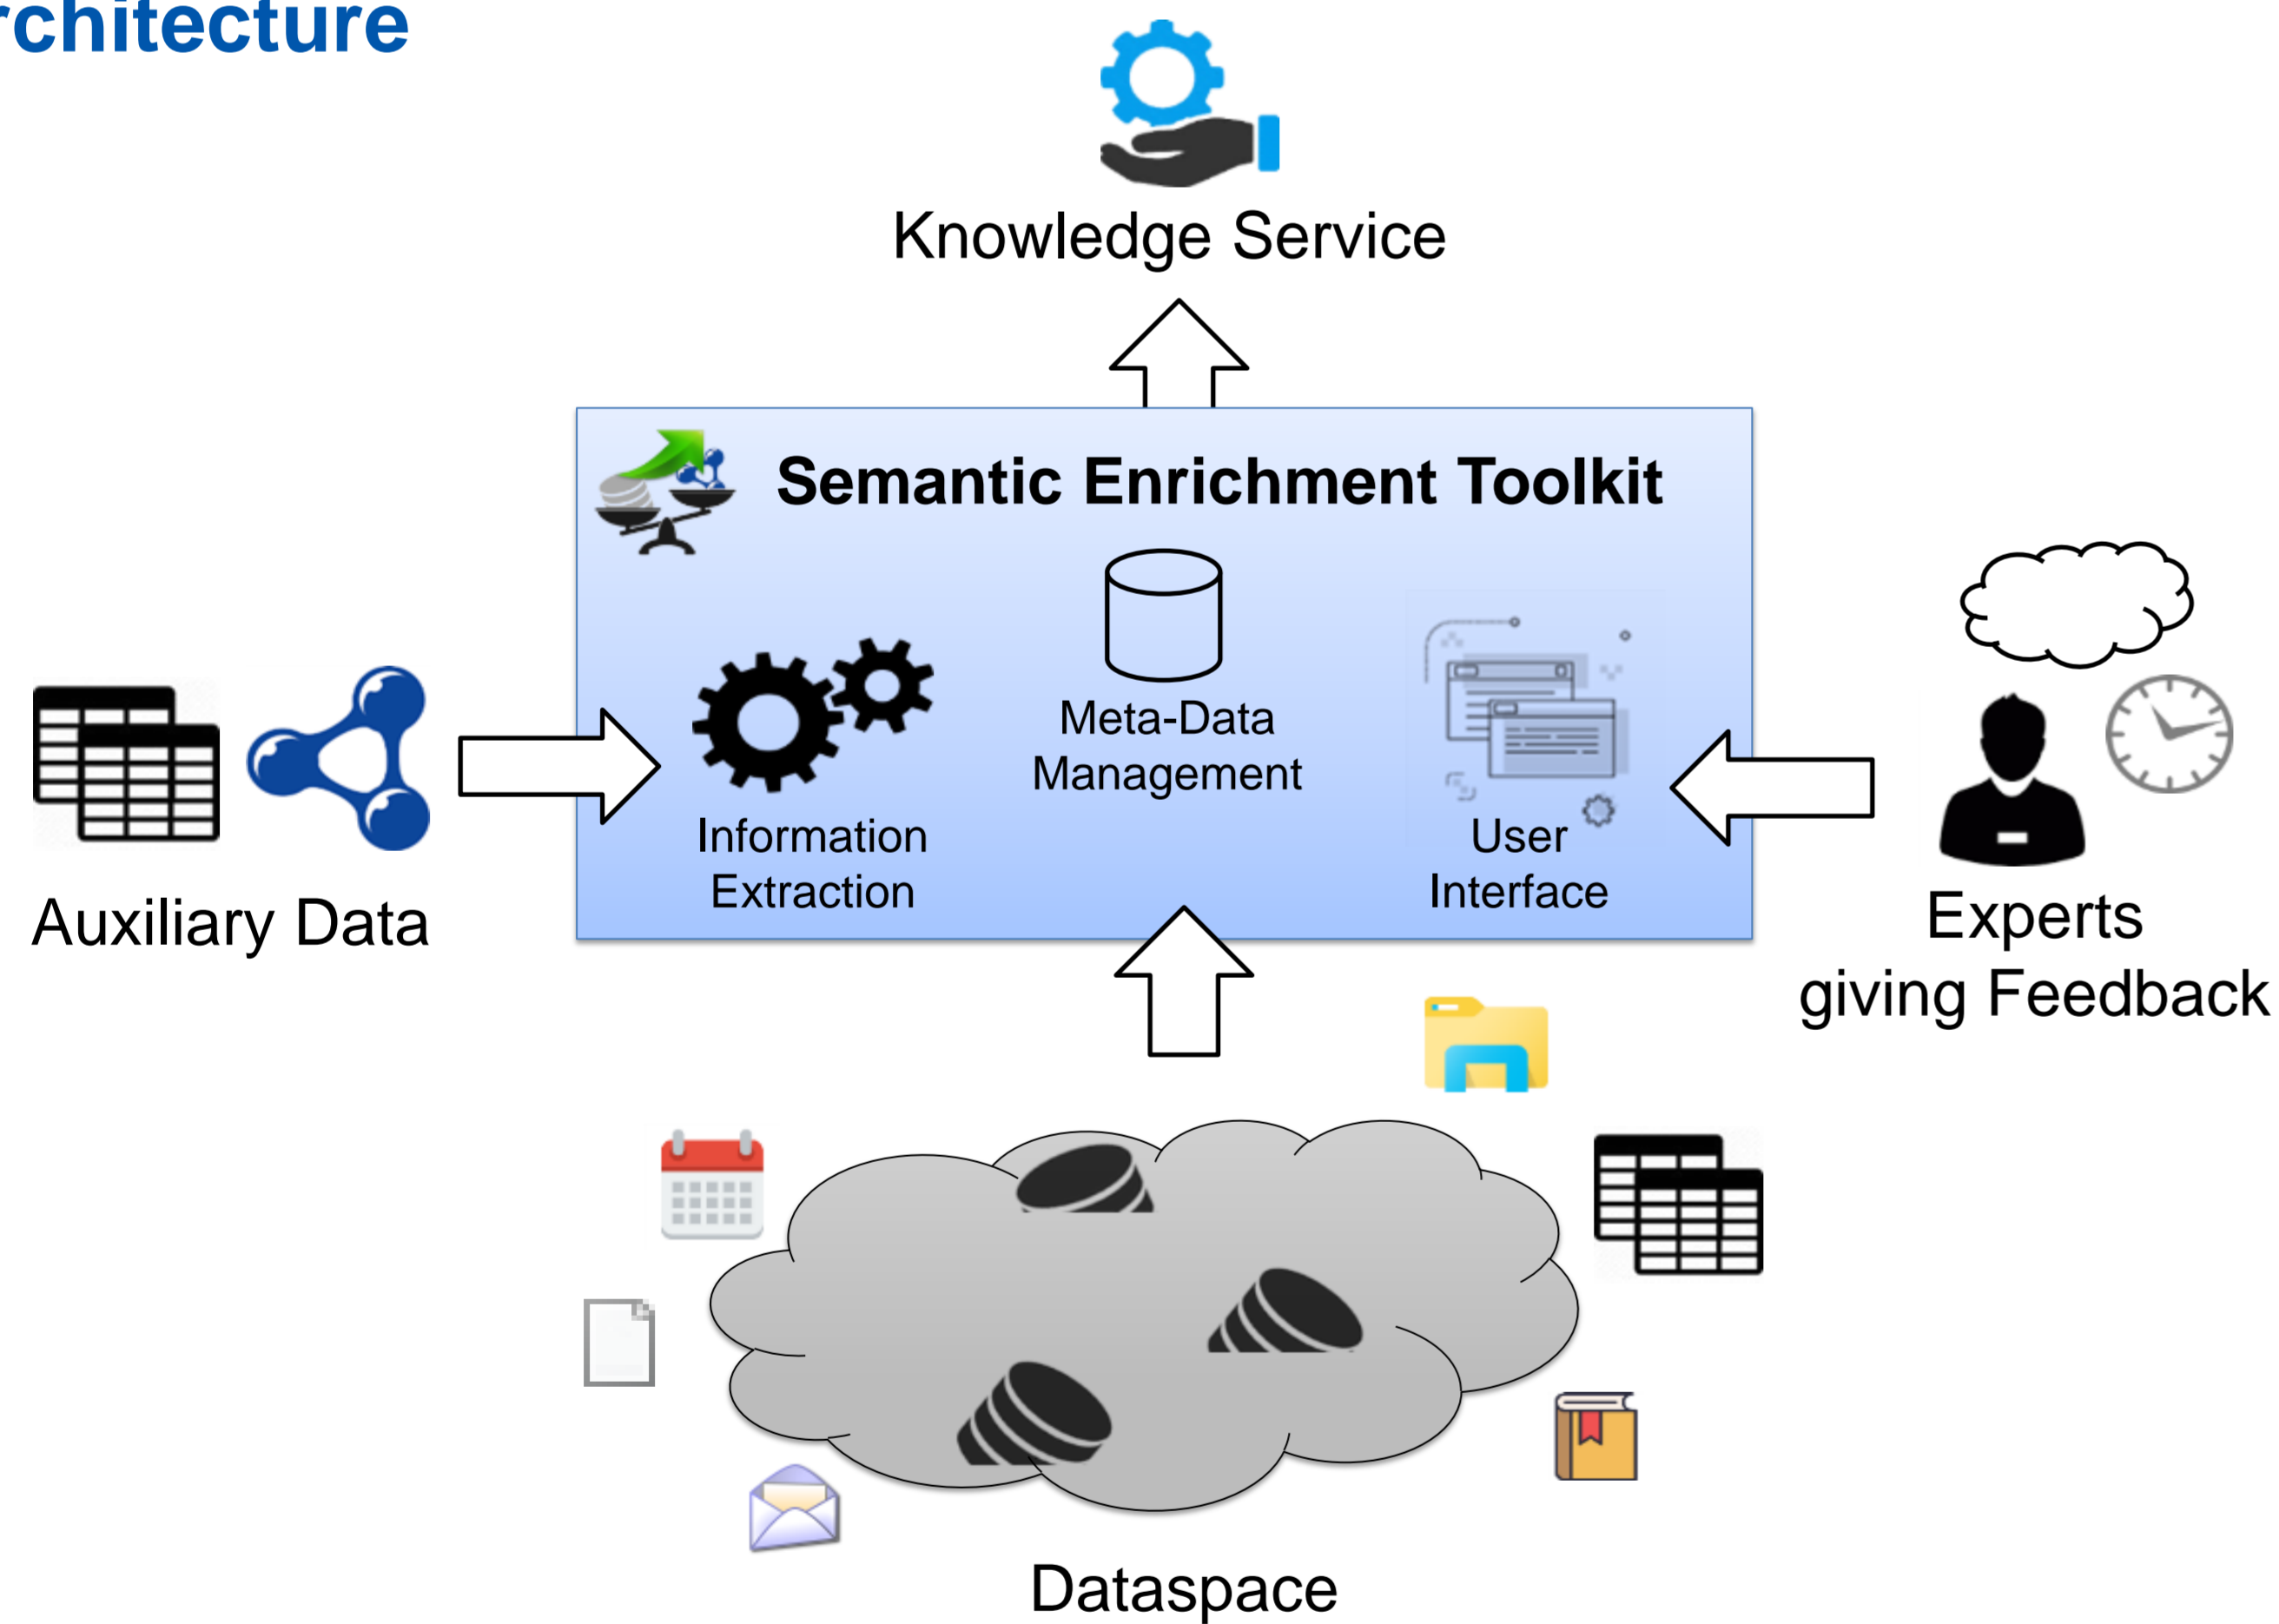 rchitecture
Knowledge Service
Semantic Enrichment Toolkit
Meta-Data
Management
Information
Extraction
User
Interface
Auxiliary Data
Experts
giving Feedback
Dataspace